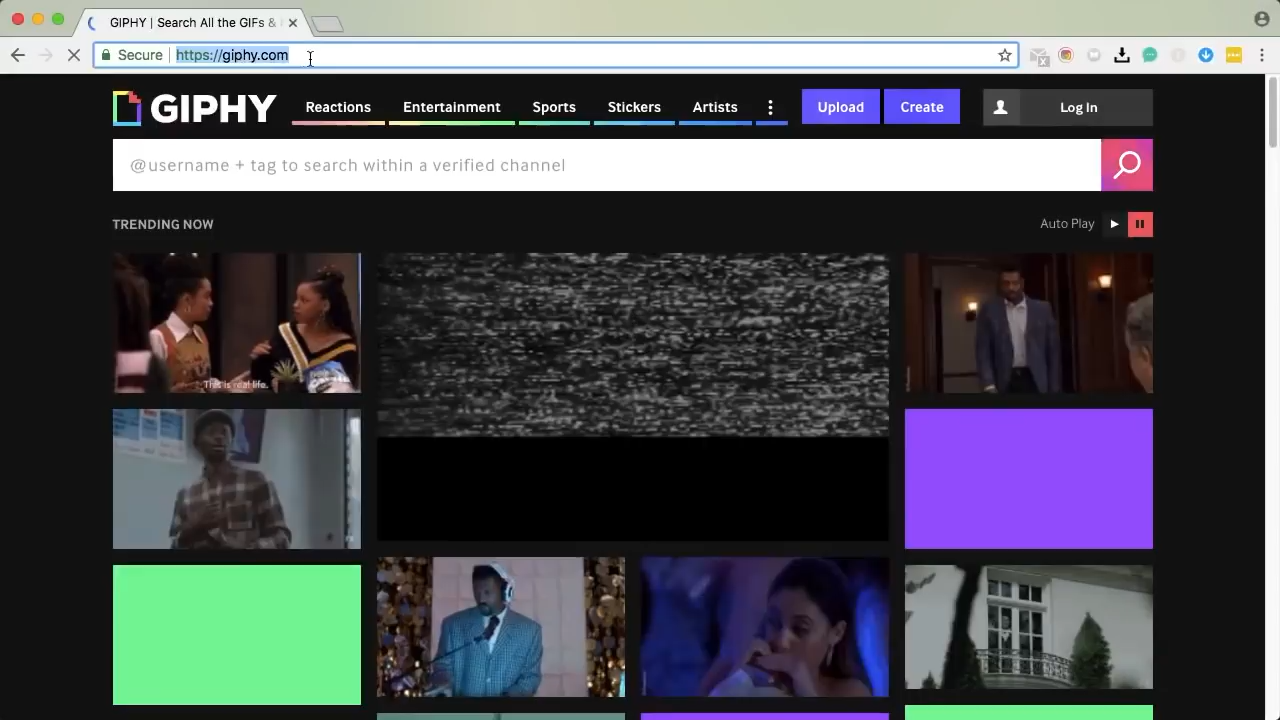 GIPHY | Search All the GIFs &
Secure https://giphy.com
GIPHY Reactions Entertainment Sports Stickers Artists Upload Create Log In
@username + tag to search within a verified channel
TRENDING NOW Auto Play
This is real life.